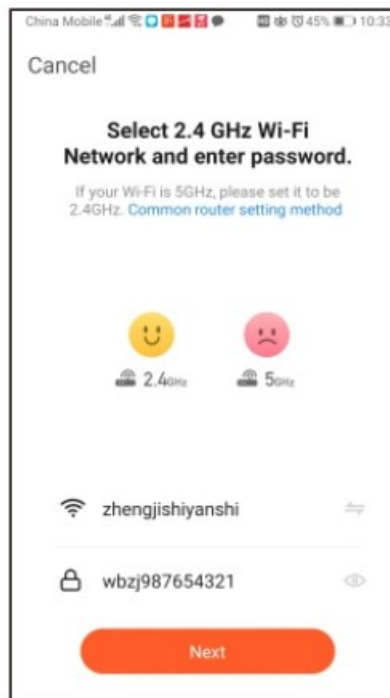 China Mobile 45% 10:33
Cancel
Select 2.4 GHz Wi-Fi
Network and enter password.
If your Wi-Fi is 5GHz, please set it to be
2.4GHz. Common router setting method
2.4GHz 5GHz
zhengjishiyanshi
wbzj987654321
Next